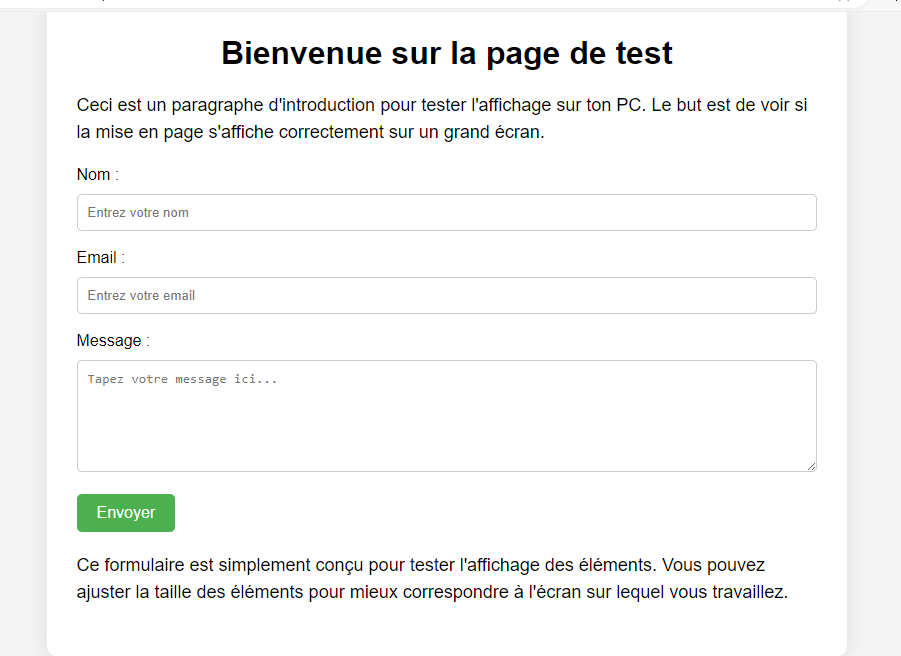 Bienvenue sur la page de test
Ceci est un paragraphe d'introduction pour tester l'affichage sur ton PC. Le but est de voir si
la mise en page s'affiche correctement sur un grand écran.
Nom :
Entrez votre nom
Email :
Entrez votre email
Message :
Tapez votre message ici...
Envoyer
Ce formulaire est simplement conçu pour tester l'affichage des éléments. Vous pouvez
ajuster la taille des éléments pour mieux correspondre à l'écran sur lequel vous travaillez.